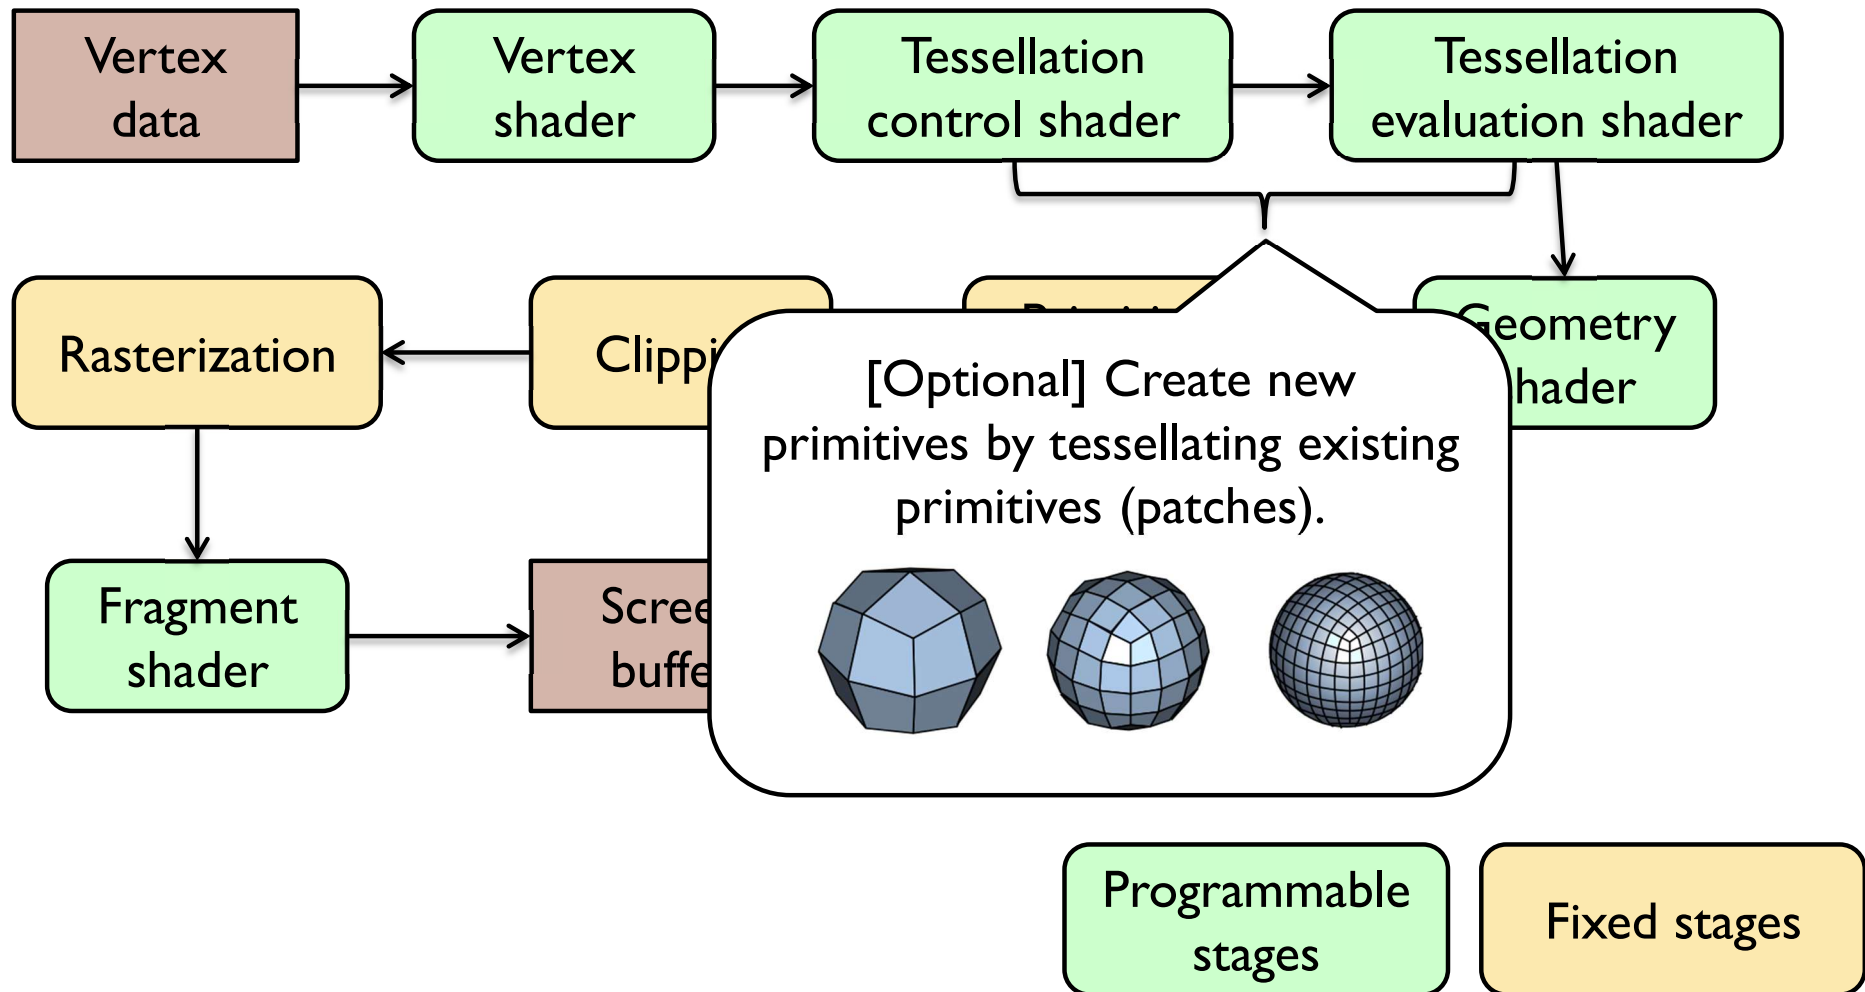 Vertex
data
Vertex
shader
Tessellation
control shader
Tessellation
evaluation shader
Rasterization
Clippi
Geometry
hader
[Optional] Create new
primitives by tessellating existing
primitives (patches).
Fragment
shader
Scree
buffe
Programmable
stages
Fixed stages